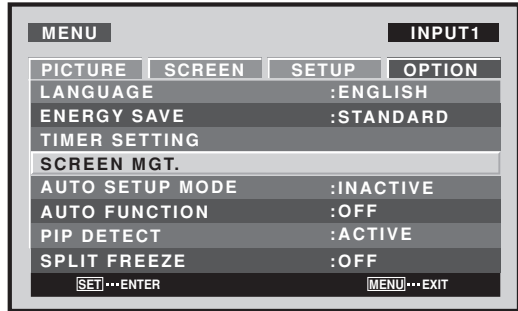 MENU INPUT1
PICTURE SCREEN SETUP OPTION
LANGUAGE :ENGLISH
ENERGY SAVE :STANDARD
TIMER SETTING
SCREEN MGT.
AUTO SETUP MODE :INACTIVE
AUTO FUNCTION :OFF
PIP DETECT :ACTIVE
SPLIT FREEZE :OFF
SET•••ENTER MENU•••EXIT